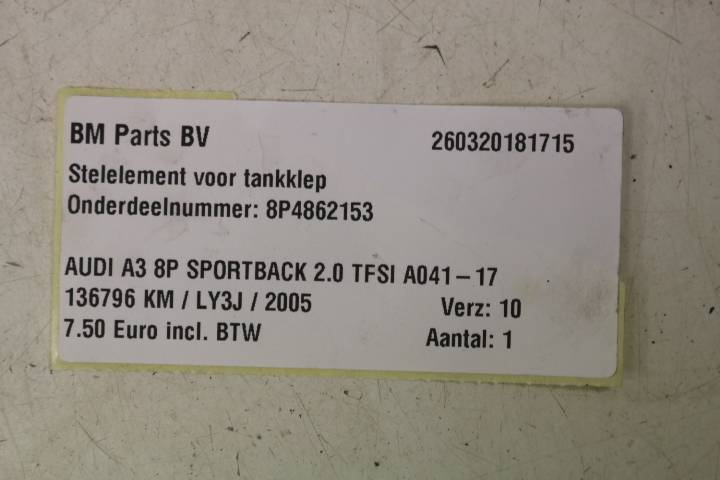 BM Parts BV 260320181715
Stelelement voor tankklep
Onderdeelnummer: 8P4862153
AUDI A3 8P SPORTBACK 2.0 TFSI A041-17
136796 KM / LY3J / 2005 Verz: 10
7.50 Euro incl. BTW Aantal: 1